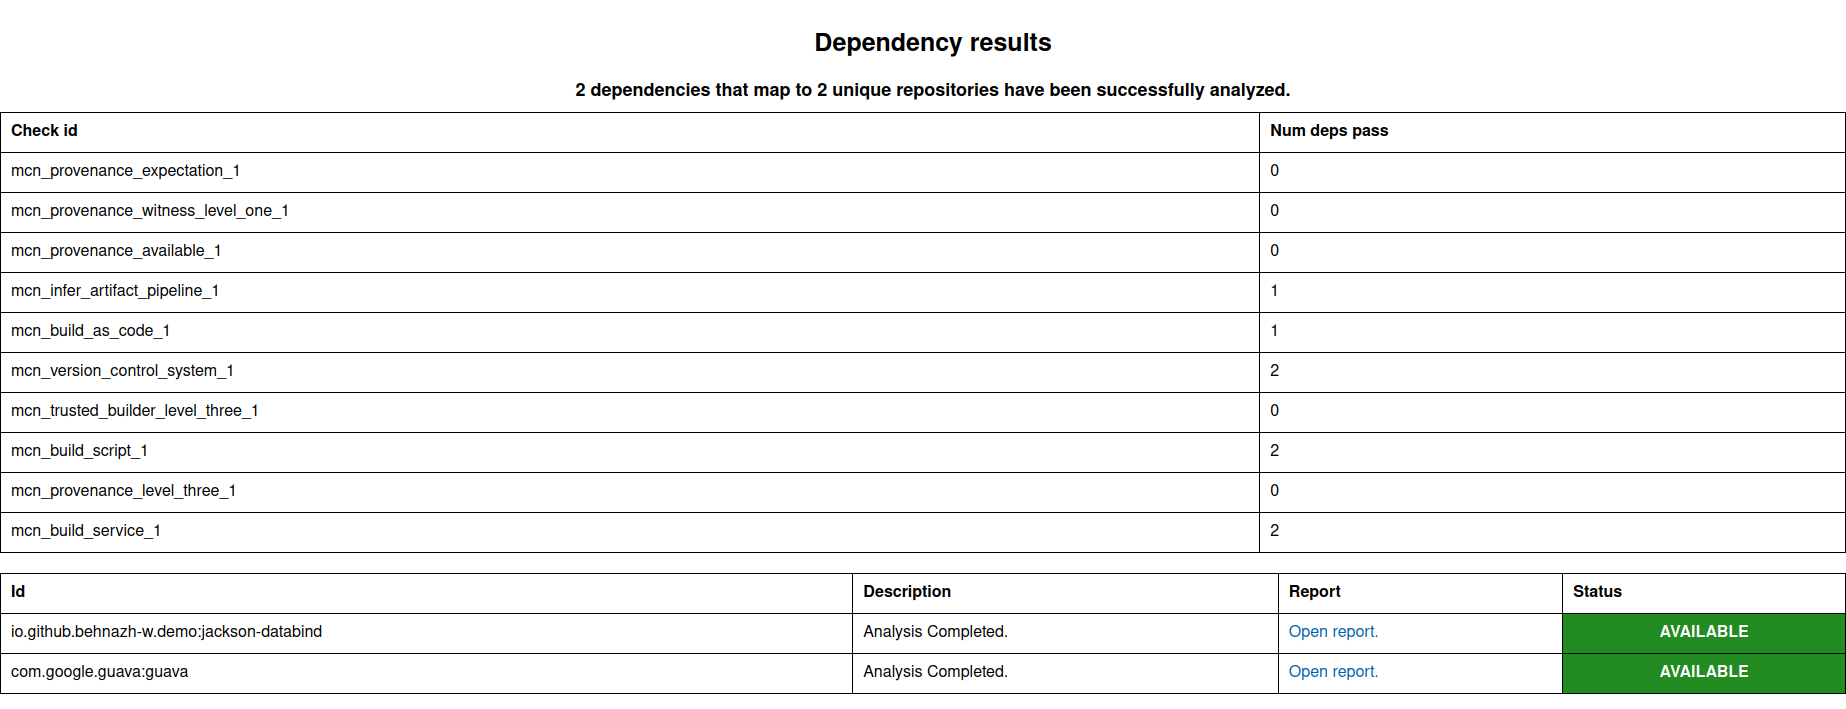 Dependency results
2 dependencies that map to 2 unique repositories have been successfully analyzed.
Check id Num deps pass
mcn_provenance_expectation_1 0
mcn_provenance_witness_level_one_1 0
mcn_provenance_available_1 0
mcn_infer_artifact_pipeline_1 1
mcn_build_as_code_1 1
mcn_version_control_system_1 2
mcn_trusted_builder_level_three_1 0
mcn_build_script_1 2
mcn_provenance_level_three_1 0
mcn_build_service_1 2
Id Description Report Status
io.github.behnazh-w.demo:jackson-databind Analysis Completed. Open report. AVAILABLE
com.google.guava:guava Analysis Completed. Open report. AVAILABLE